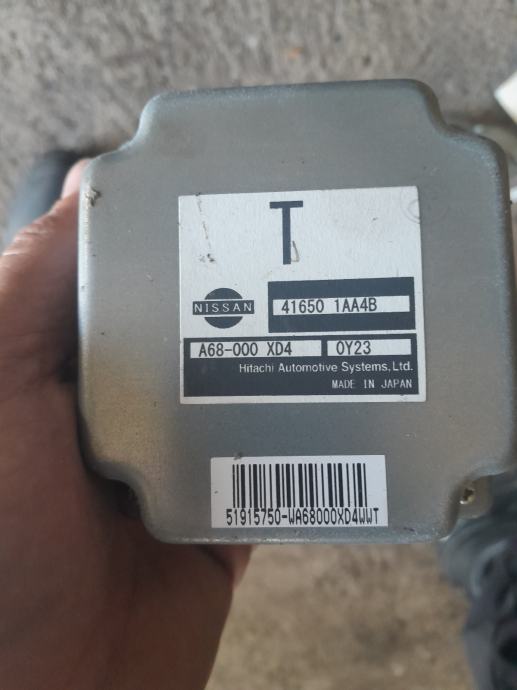 T
NISSAN
41650 1AA4B
A68-000 XD4
0Y23
Hitachi Automotive Systems, Ltd.
MADE IN JAPAN
51915750-WA68000XD4WWT